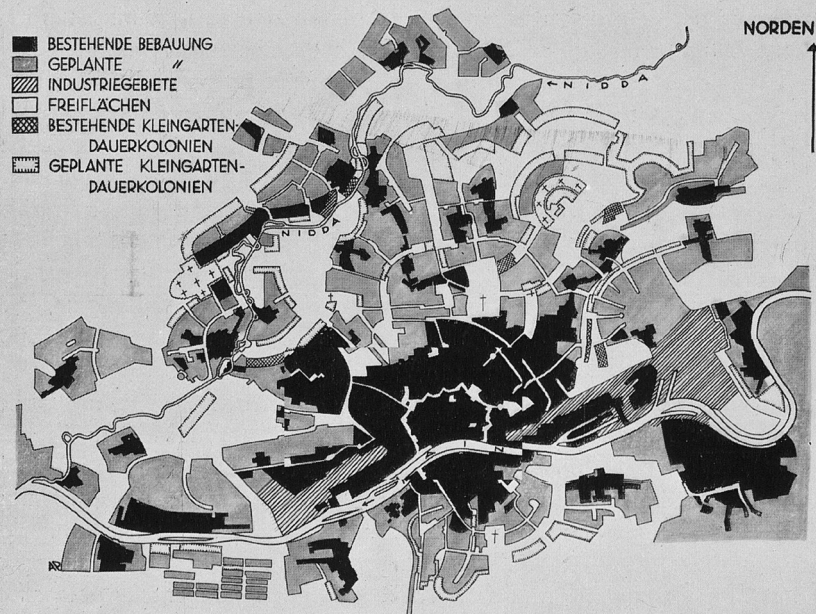 BESTEHENDE BEBAUUNG
GEPLANTE 〃
INDUSTRIEGEBIETE
FREIFLÄCHEN
BESTEHENDE KLEINGARTEN-
DAUERKOLONIEN
GEPLANTE KLEINGARTEN-
DAUERKOLONIEN
NORDEN
←NIDDA
NIDDA
MAIN